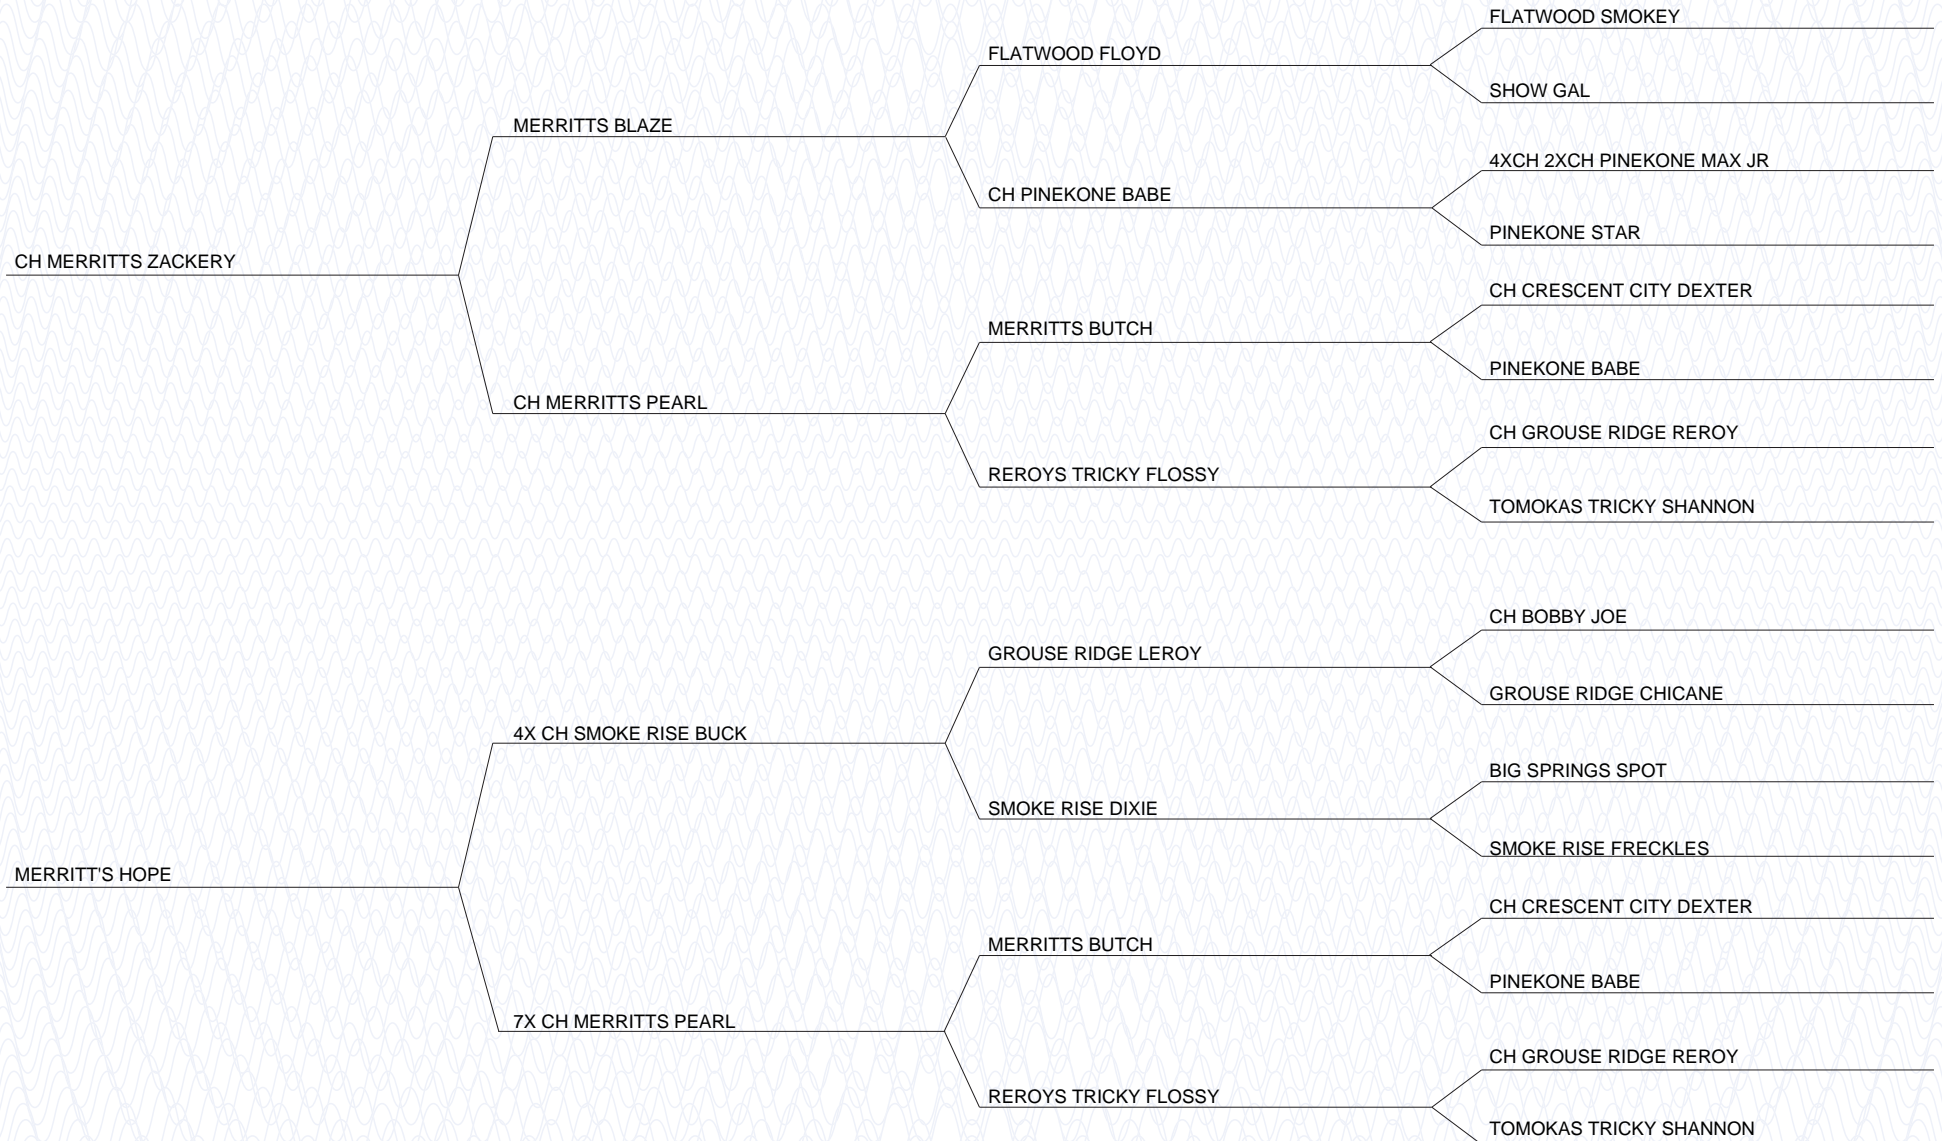 FLATWOOD SMOKEY
FLATWOOD FLOYD
SHOW GAL
MERRITTS BLAZE
4XCH 2XCH PINEKONE MAX JR
CH PINEKONE BABE
PINEKONE STAR
CH MERRITTS ZACKERY
CH CRESCENT CITY DEXTER
MERRITTS BUTCH
PINEKONE BABE
CH MERRITTS PEARL
CH GROUSE RIDGE REROY
REROYS TRICKY FLOSSY
TOMOKAS TRICKY SHANNON
CH BOBBY JOE
GROUSE RIDGE LEROY
GROUSE RIDGE CHICANE
4X CH SMOKE RISE BUCK
BIG SPRINGS SPOT
SMOKE RISE DIXIE
SMOKE RISE FRECKLES
MERRITT'S HOPE
CH CRESCENT CITY DEXTER
MERRITTS BUTCH
PINEKONE BABE
7X CH MERRITTS PEARL
CH GROUSE RIDGE REROY
REROYS TRICKY FLOSSY
TOMOKAS TRICKY SHANNON